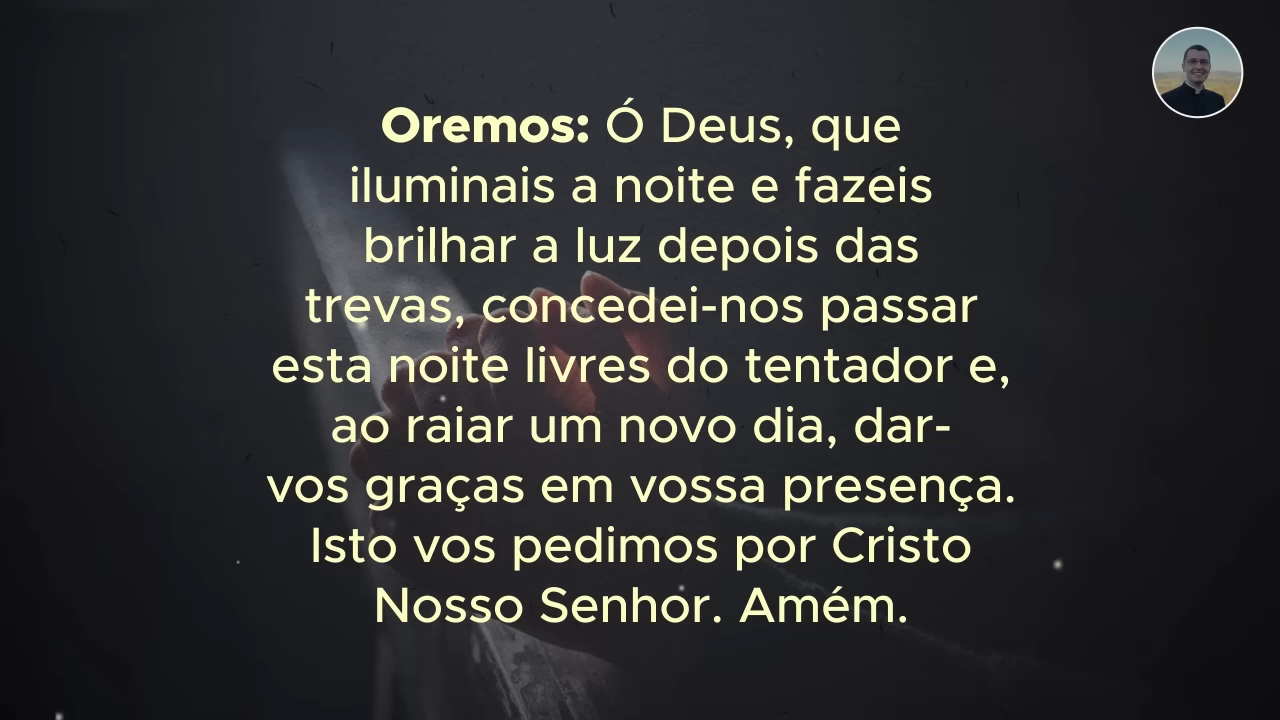 Oremos: Ó Deus, que
iluminais a noite e fazeis
brilhar a luz depois das
trevas, concedei-nos passar
esta noite livres do tentador e,
ao raiar um novo dia, dar-
vos graças em vossa presença.
Isto vos pedimos por Cristo
Nosso Senhor. Amém.